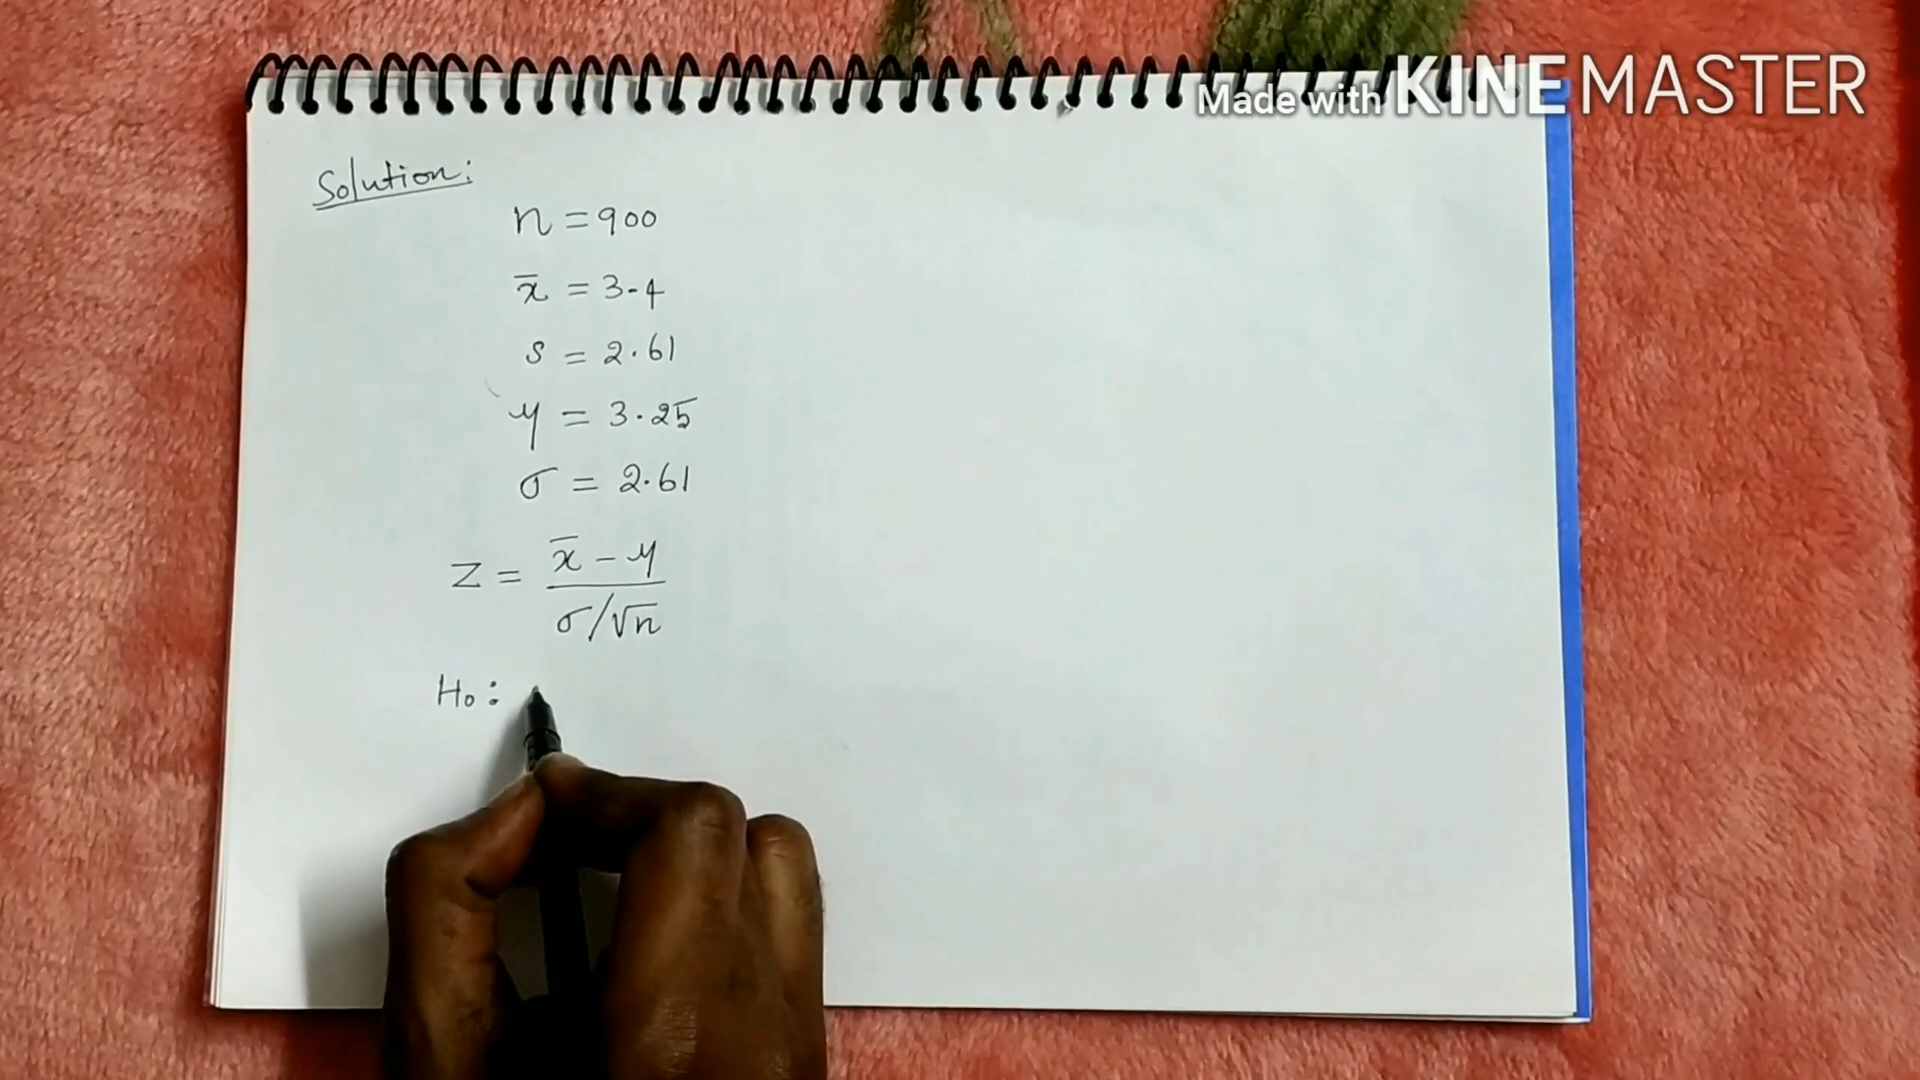 Made with KINEMASTER
Solution:
n = 900
x̄ = 3.4
s = 2.61
μ = 3.25
σ = 2.61
z = x̄ - μ / σ/√n
H₀ :